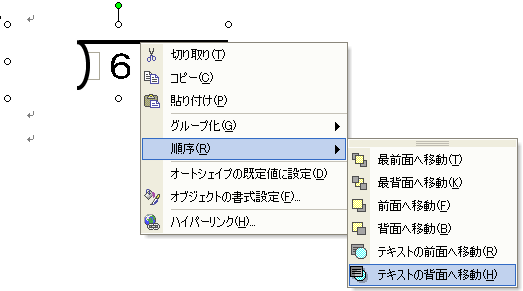 ) 6
切り取り(T)
コピー(C)
貼り付け(P)
グループ化(G)
順序(R)
オートシェイプの既定値に設定(D)
オブジェクトの書式設定(F)...
ハイパーリンク(H)...
最前面へ移動(T)
最背面へ移動(K)
前面へ移動(F)
背面へ移動(B)
テキストの前面へ移動(R)
テキストの背面へ移動(H)